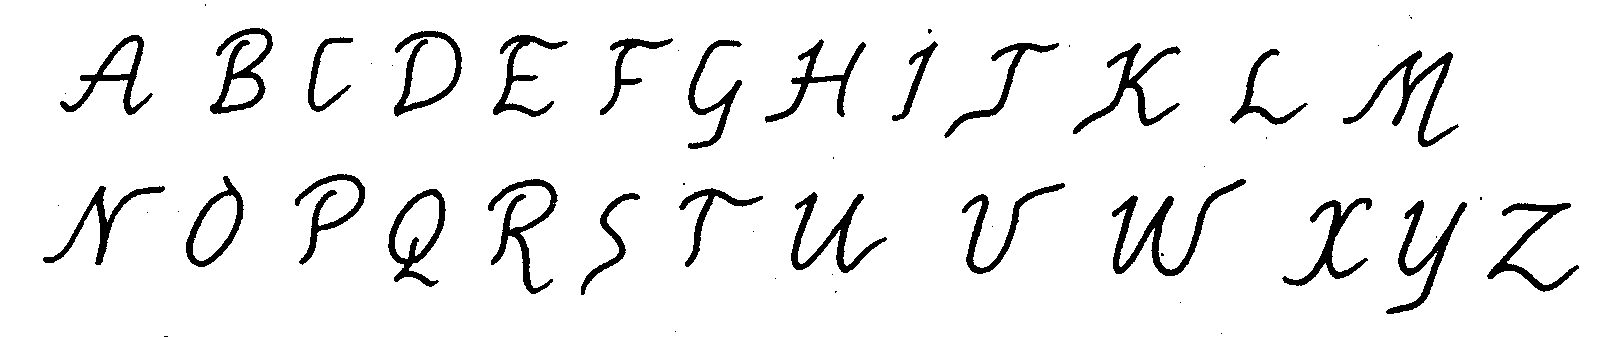 A B C D E F G H I J K L M
N O P Q R S T U V W X Y Z